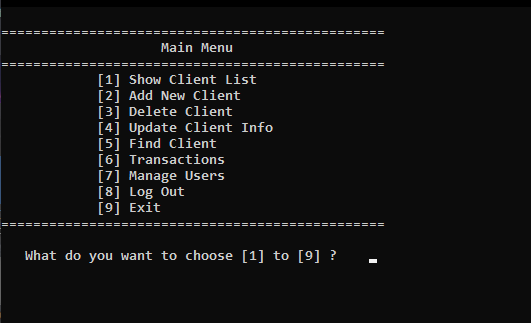 ================================================
Main Menu
================================================
[1] Show Client List
[2] Add New Client
[3] Delete Client
[4] Update Client Info
[5] Find Client
[6] Transactions
[7] Manage Users
[8] Log Out
[9] Exit
================================================
What do you want to choose [1] to [9] ?